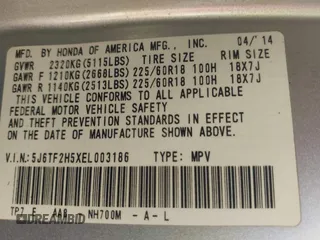 MFD. BY HONDA OF AMERICA MFG., INC. 04/'14
GVWR 2320KG(5115LBS) TIRE SIZE RIM SIZE
GAWR F 1210KG(2668LBS) 225/60R18 100H 18X7J
GAWR R 1140KG(2513LBS) 225/60R18 100H 18X7J
THIS VEHICLE CONFORMS TO ALL APPLICABLE
FEDERAL MOTOR VEHICLE SAFETY
AND THEFT PREVENTION STANDARDS IN EFFECT
ON THE DATE OF MANUFACTURE SHOWN ABOVE.
V.I.N:5J6TF2H5XEL003186 TYPE: MPV
NH700M -A-L
DREAMBID